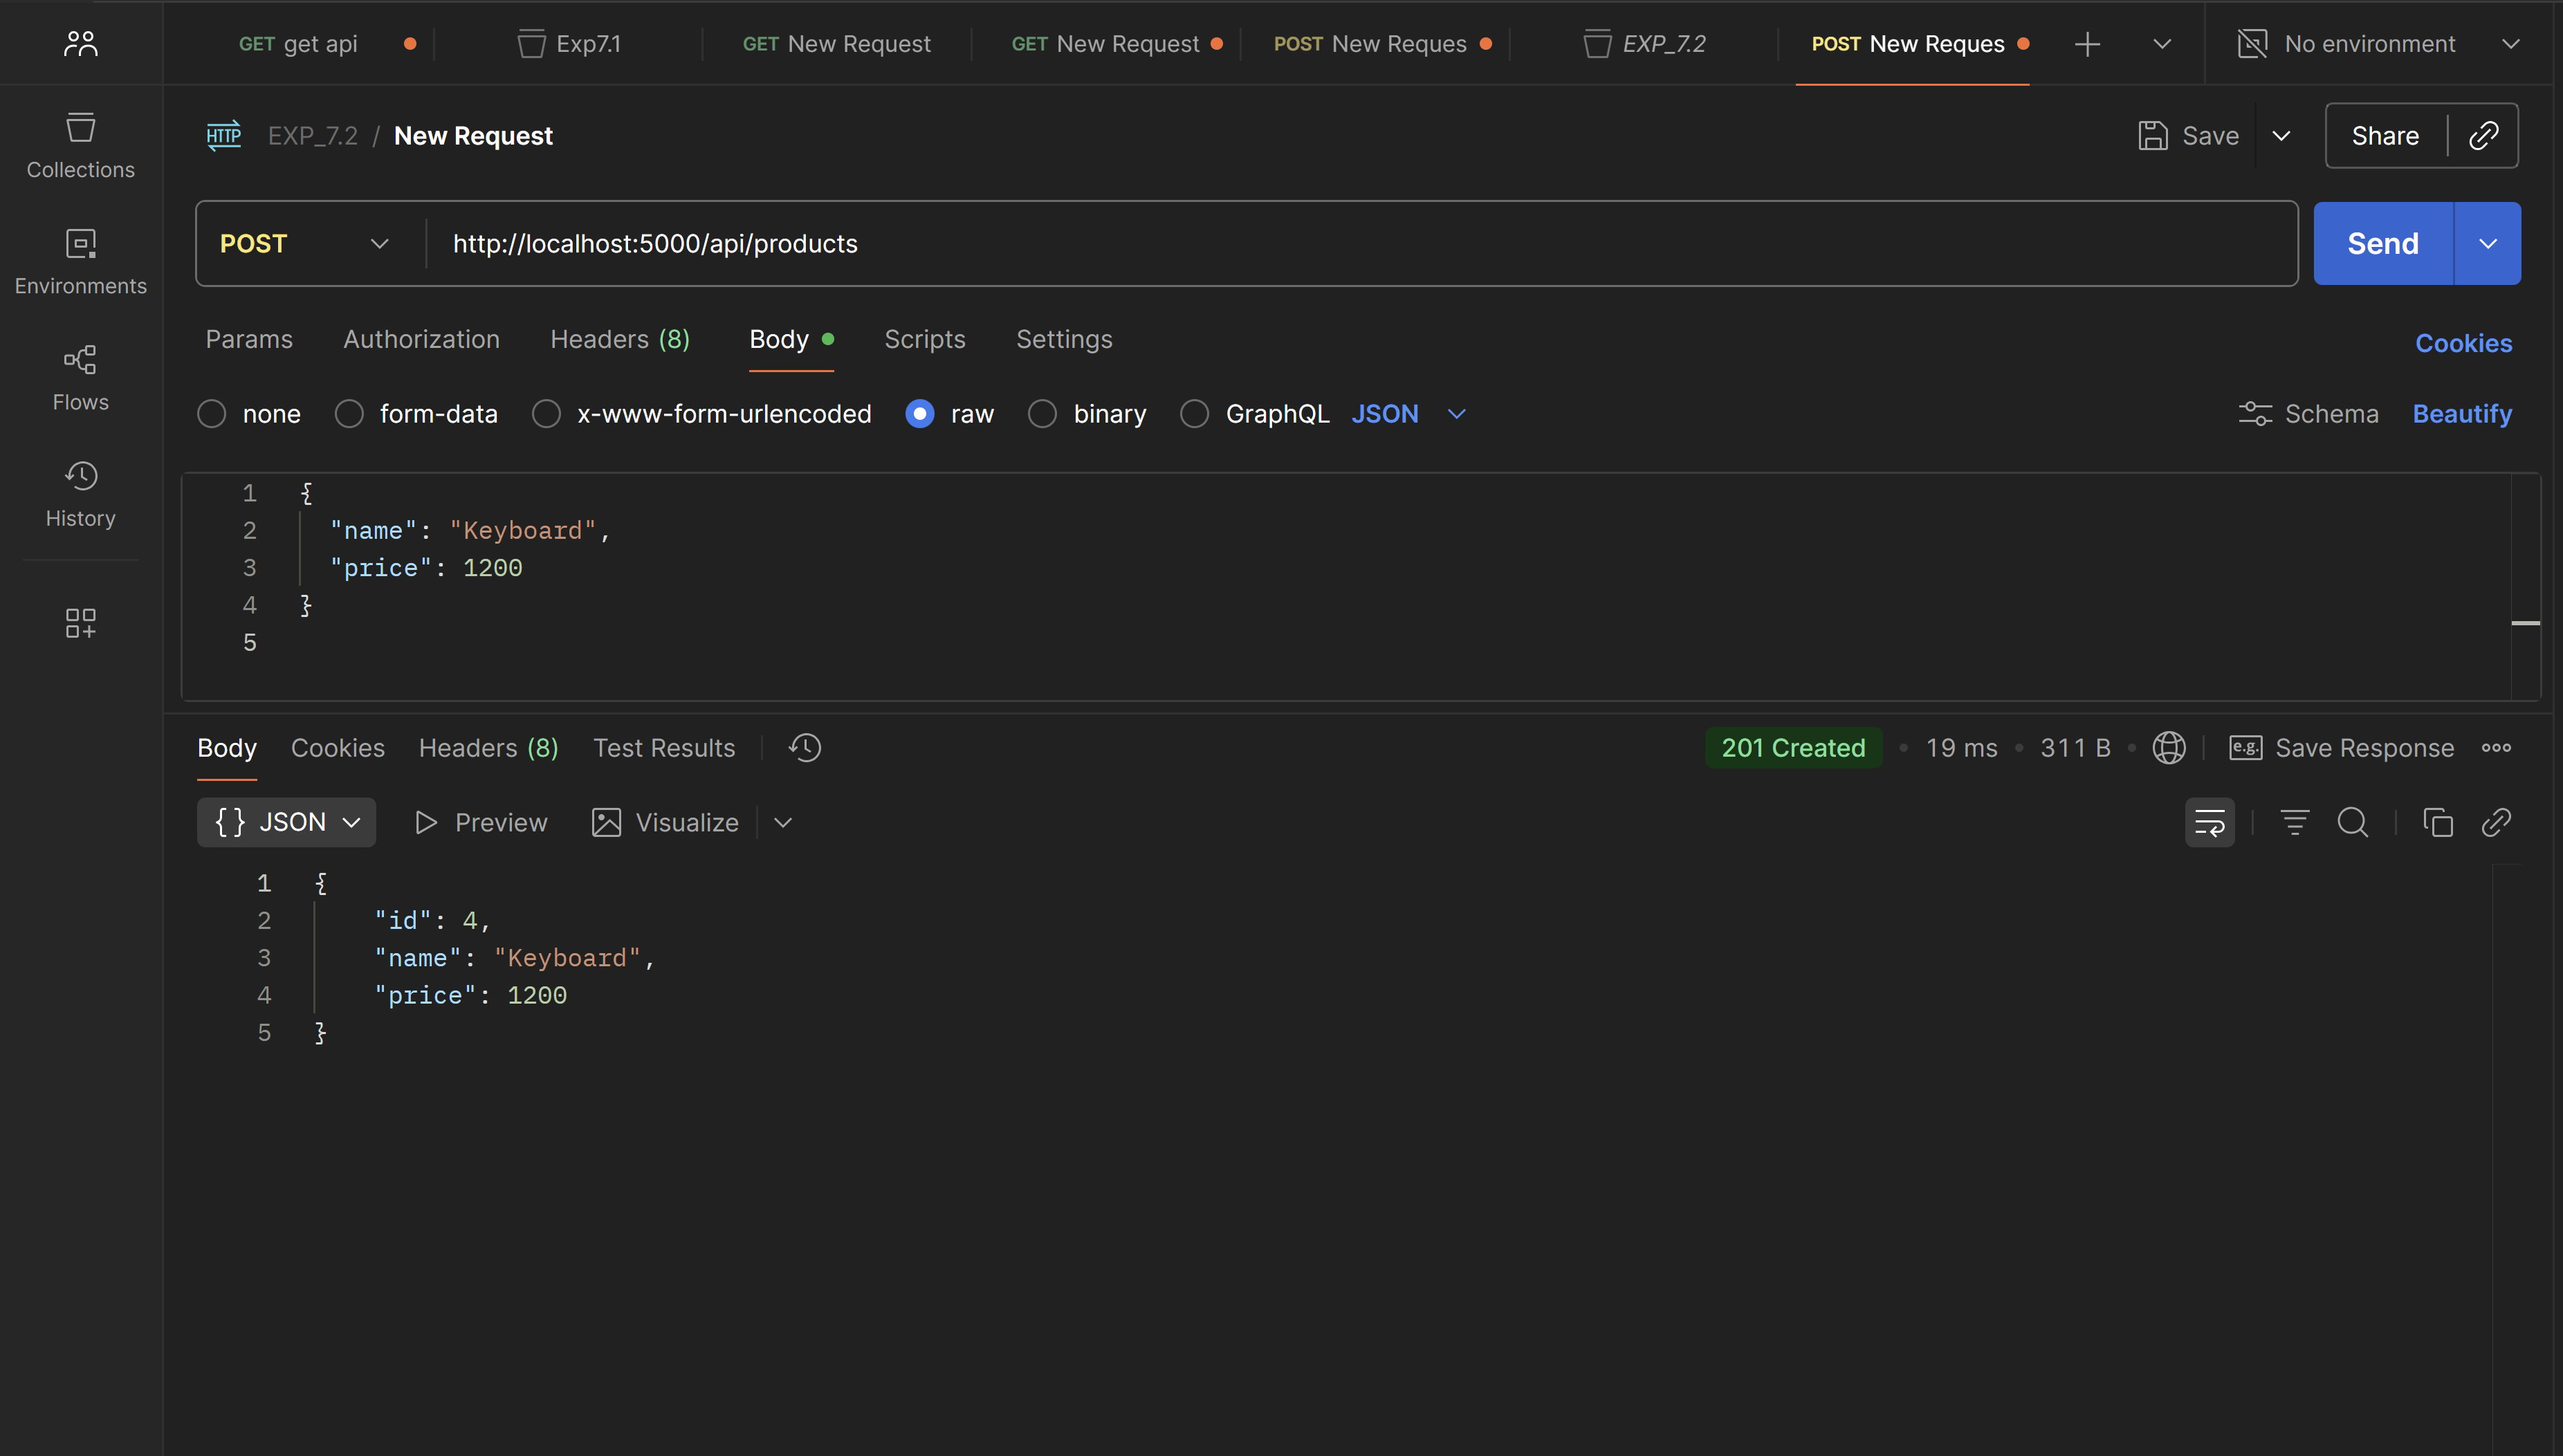 GET get api
Exp7.1
GET New Request
GET New Request
POST New Reques
EXP_7.2
POST New Reques
No environment
Collections
Environments
Flows
History
HTTP
EXP_7.2 / New Request
Save
Share
POST
http://localhost:5000/api/products
Send
Params
Authorization
Headers (8)
Body
Scripts
Settings
Cookies
none
form-data
x-www-form-urlencoded
raw
binary
GraphQL
JSON
Schema
Beautify
1 {
2 "name": "Keyboard",
3 "price": 1200
4 }
5
Body
Cookies
Headers (8)
Test Results
201 Created
19 ms
311 B
e.g.
Save Response
{ } JSON
Preview
Visualize
1 {
2 "id": 4,
3 "name": "Keyboard",
4 "price": 1200
5 }